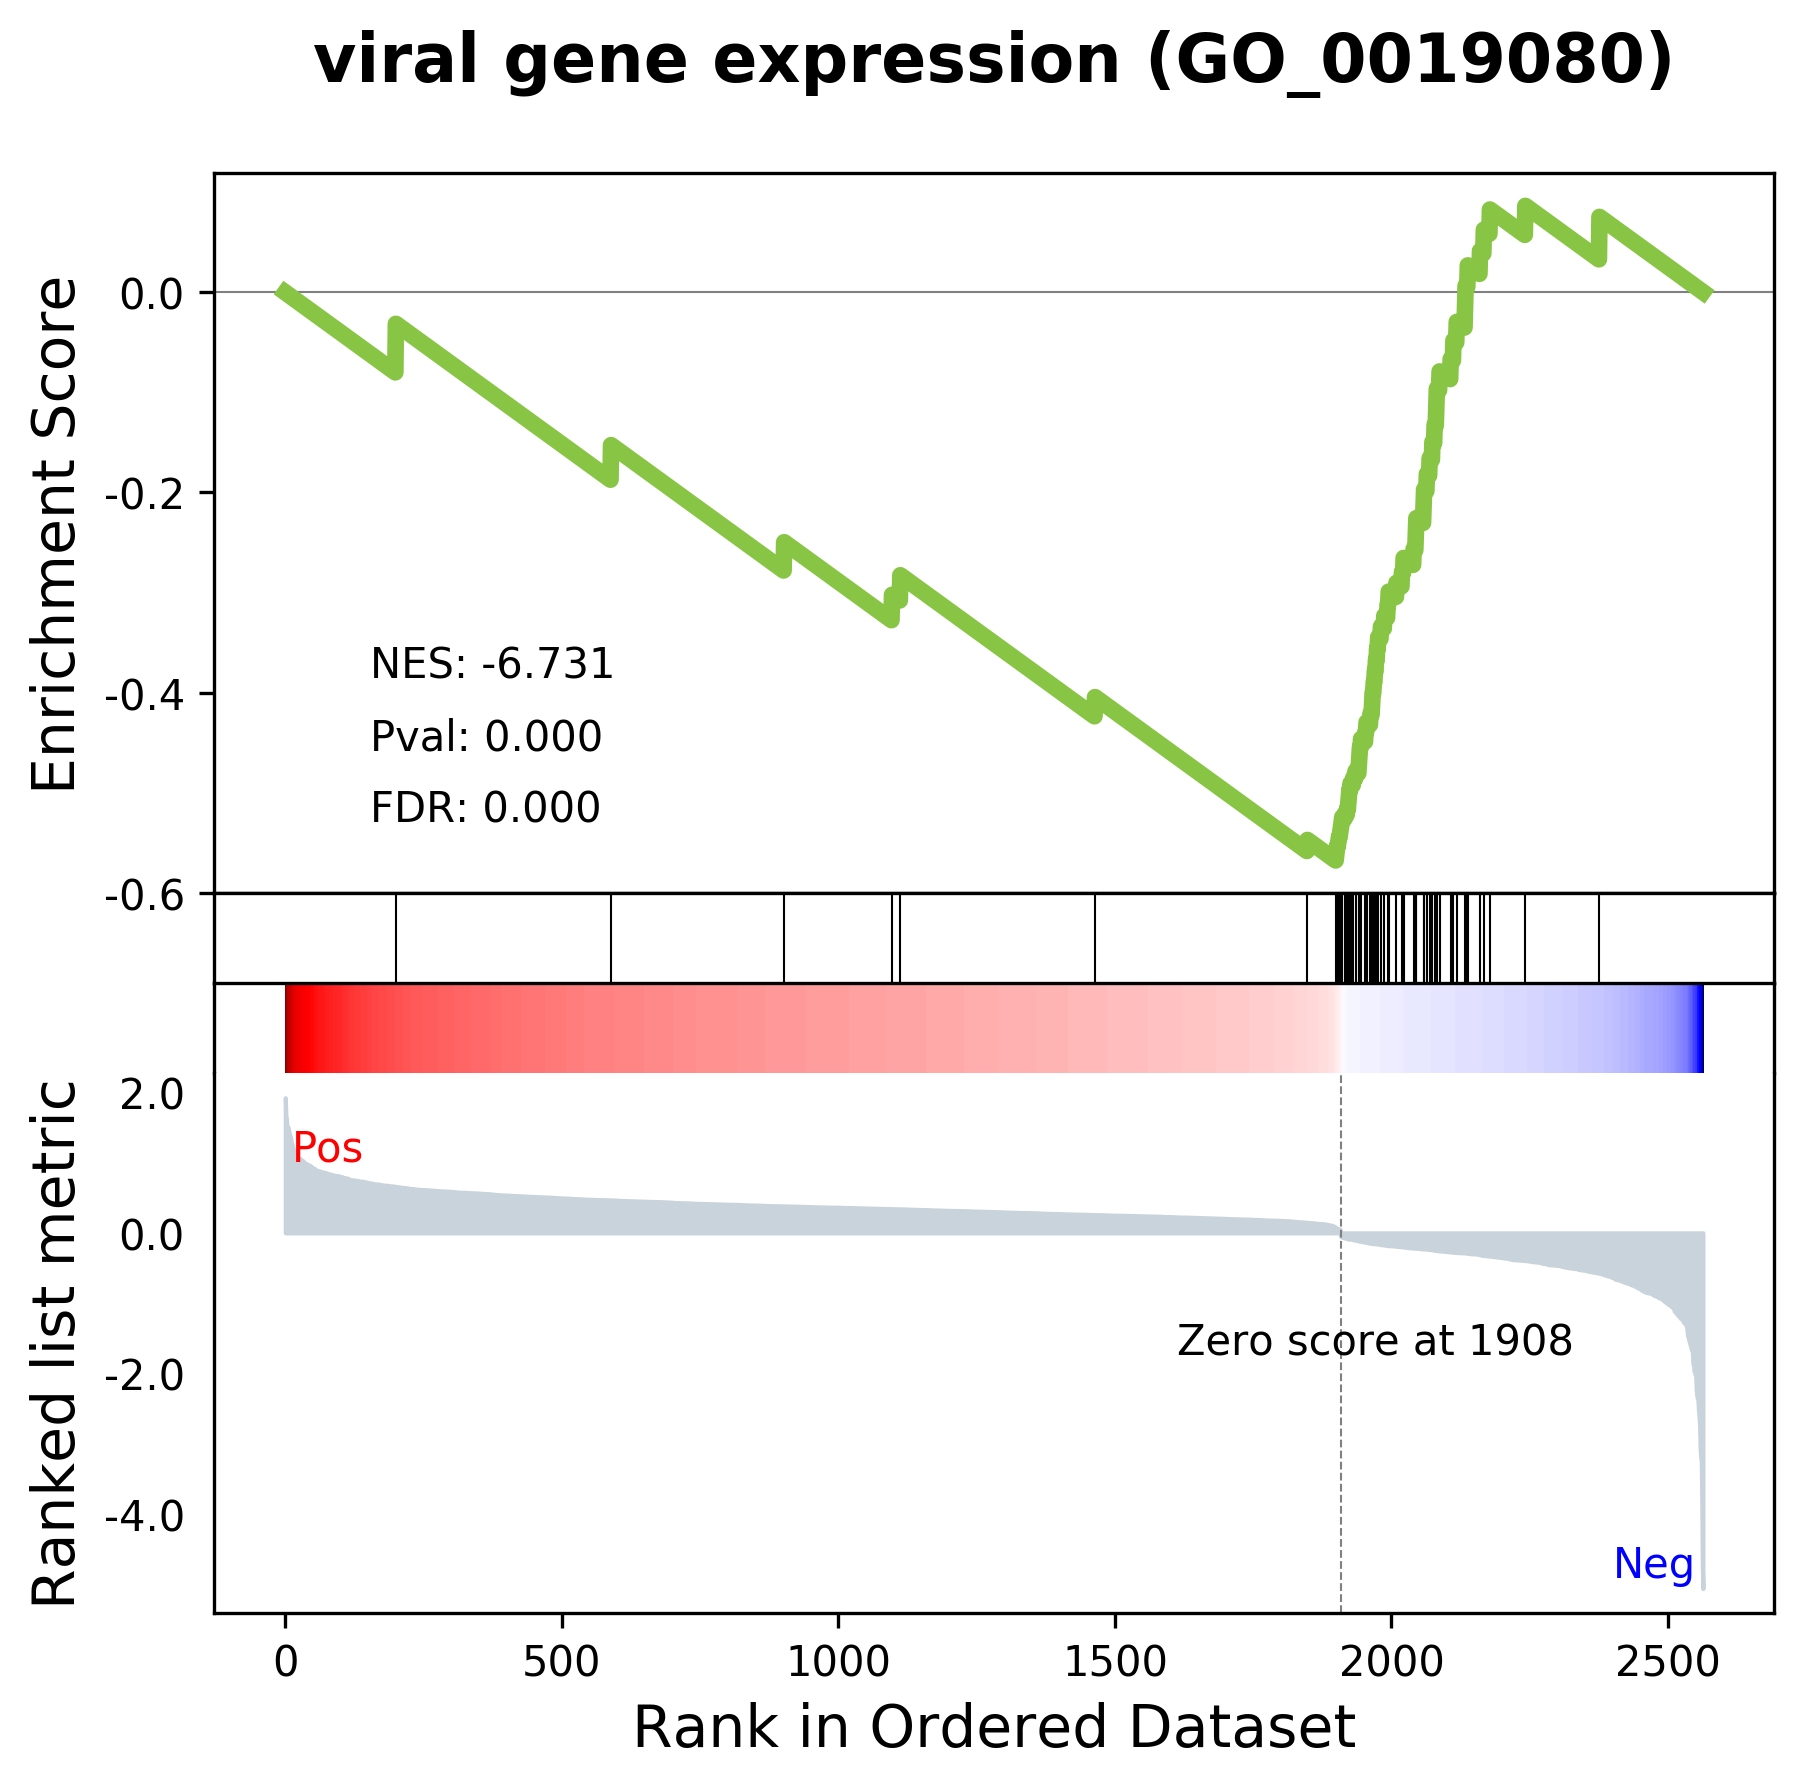 viral gene expression (GO_0019080)
Enrichment Score
0.0
-0.2
-0.4
-0.6
NES: -6.731
Pval: 0.000
FDR: 0.000
Ranked list metric
2.0
0.0
-2.0
-4.0
Pos
Zero score at 1908
Neg
0 500 1000 1500 2000 2500
Rank in Ordered Dataset